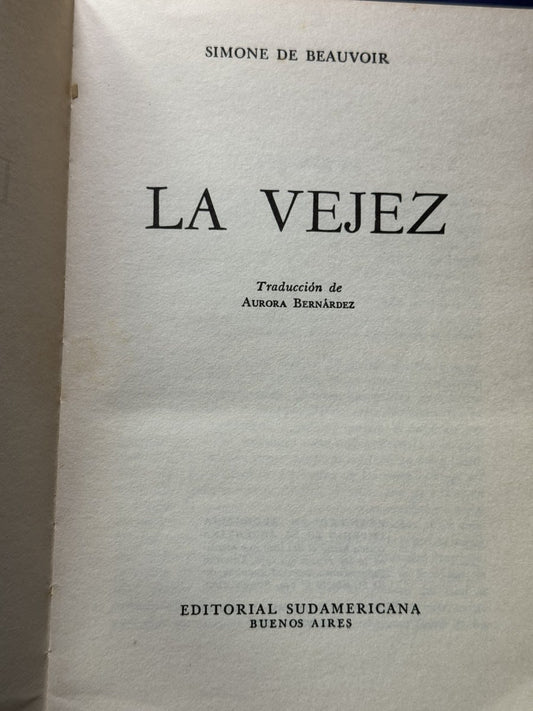 SIMONE DE BEAUVOIR
LA VEJEZ
Traducción de
AURORA BERNÁRDEZ
EDITORIAL SUDAMERICANA
BUENOS AIRES